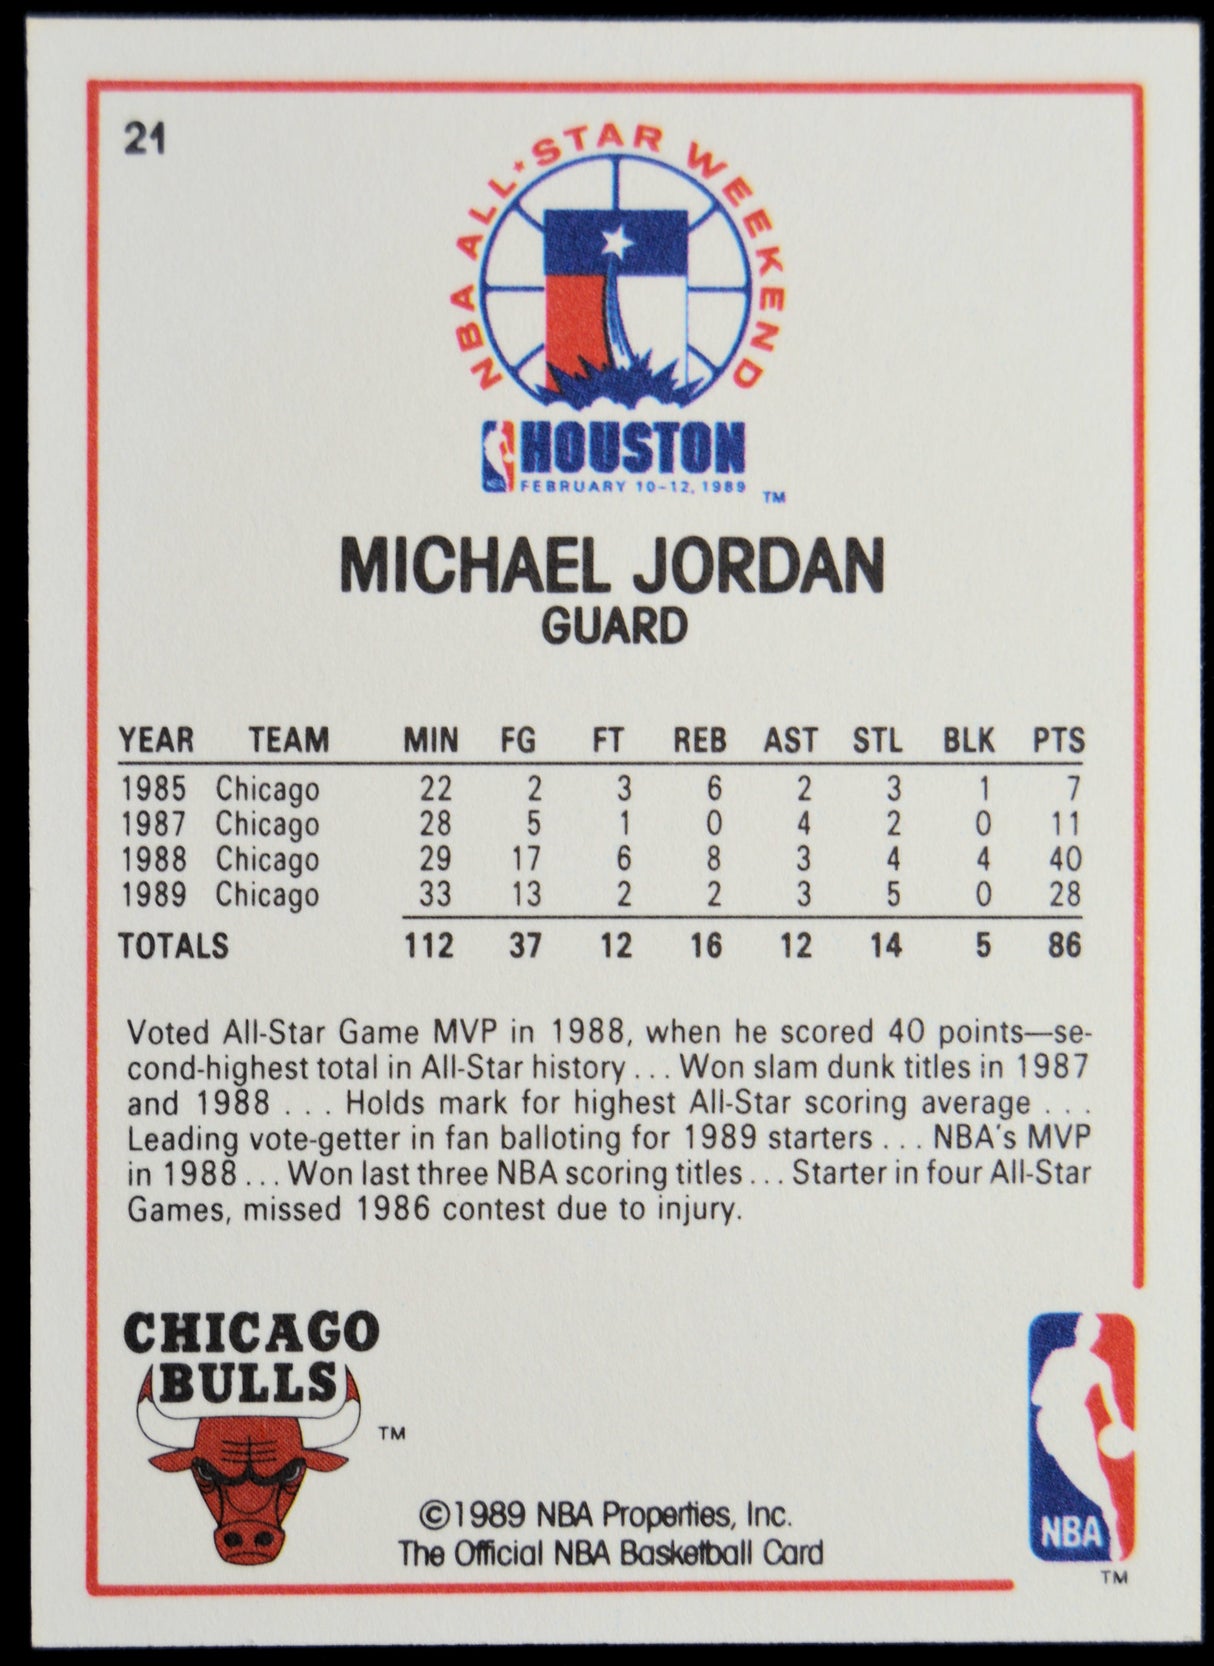 21
NBA ALL★STAR WEEKEND
NBA HOUSTON
FEBRUARY 10-12, 1989 TM
MICHAEL JORDAN
GUARD
YEAR TEAM MIN FG FT REB AST STL BLK PTS
1985 Chicago 22 2 3 6 2 3 1 7
1987 Chicago 28 5 1 0 4 2 0 11
1988 Chicago 29 17 6 8 3 4 4 40
1989 Chicago 33 13 2 2 3 5 0 28
TOTALS 112 37 12 16 12 14 5 86
Voted All-Star Game MVP in 1988, when he scored 40 points—se-
cond-highest total in All-Star history . . . Won slam dunk titles in 1987
and 1988 . . . Holds mark for highest All-Star scoring average . . .
Leading vote-getter in fan balloting for 1989 starters . . . NBA's MVP
in 1988 . . . Won last three NBA scoring titles . . . Starter in four All-Star
Games, missed 1986 contest due to injury.
CHICAGO
BULLS
TM
©1989 NBA Properties, Inc.
The Official NBA Basketball Card
NBA
TM